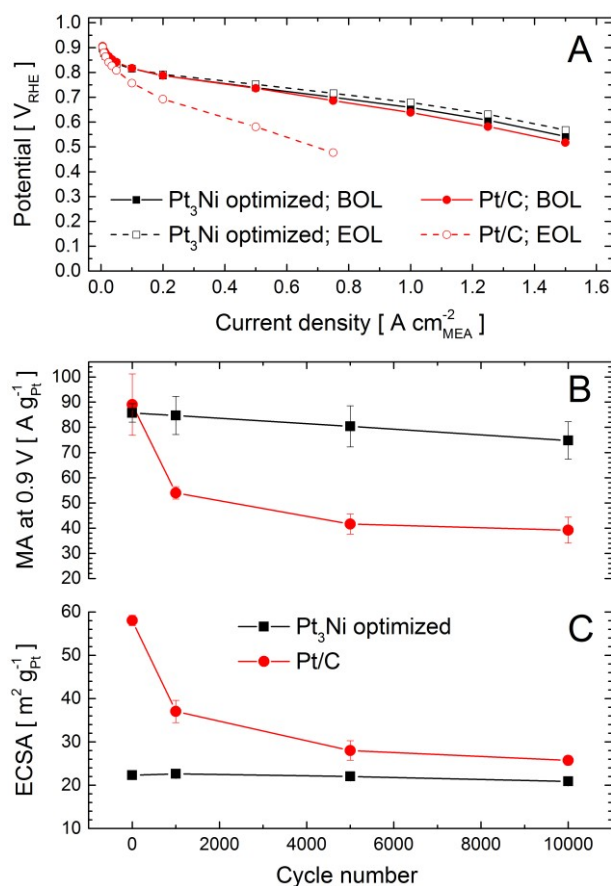 A
1.0
0.9
0.8
0.7
0.6
0.5
0.4
0.3
0.2
0.1
0.0
Potential [ V_RHE ]
Pt₃Ni optimized; BOL
Pt/C; BOL
Pt₃Ni optimized; EOL
Pt/C; EOL
0.0 0.2 0.4 0.6 0.8 1.0 1.2 1.4 1.6
Current density [ A cm⁻²_MEA ]
B
100
90
80
70
60
50
40
30
20
MA at 0.9 V [ A g⁻¹_Pt ]
C
60
50
40
30
20
10
ECSA [ m² g⁻¹_Pt ]
Pt₃Ni optimized
Pt/C
0 2000 4000 6000 8000 10000
Cycle number